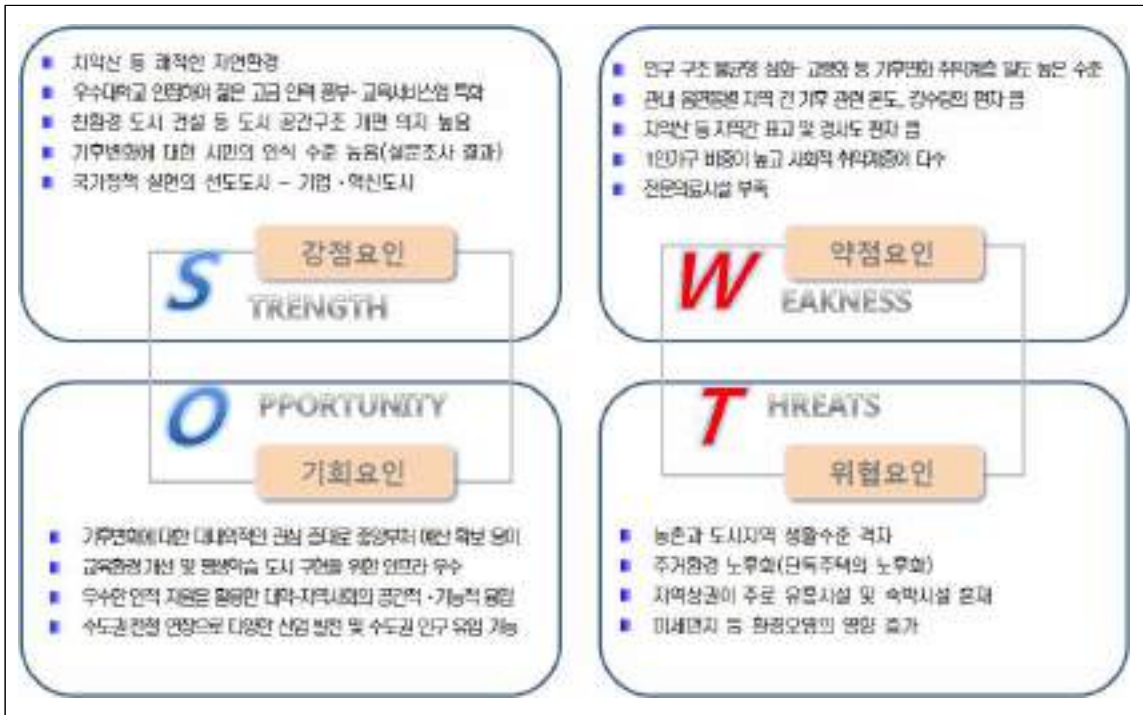 치악산 등 쾌적한 자연환경
우수대학교 인접하여 젊은 고급 인력 풍부- 교육서비스업 특화
친환경 도시 건설 등 도시 공간구조 개편 의지 높음
기후변화에 대한 시민의 인식 수준 높음(설문조사 결과)
국가정책 실현의 선도도시 - 기업·혁신도시
강점요인
STRENGTH
인구 구조 불균형 심화- 고령화 등 기후변화 취약계층 밀도 높은 수준
관내 읍면동별 지역 간 기후 관련 온도, 강수량의 편차 큼
치악산 등 지역간 표고 및 경사도 편차 큼
1인가구 비중이 높고 사회적 취약계층이 다수
전문의료시설 부족
약점요인
WEAKNESS
OPPORTUNITY
기회요인
기후변화에 대한 대내외적인 관심 증대로 중앙부처 예산 확보 용이
교육환경 개선 및 평생학습 도시 구현을 위한 인프라 우수
우수한 인적 자원을 활용한 대학-지역사회의 공간적·기능적 융합
수도권 전철 연장으로 다양한 산업 발전 및 수도권 인구 유입 가능
THREATS
위협요인
농촌과 도시지역 생활수준 격차
주거환경 노후화(단독주택의 노후화)
지역상권이 주로 유흥시설 및 숙박시설 혼재
미세먼지 등 환경오염의 영향 증가